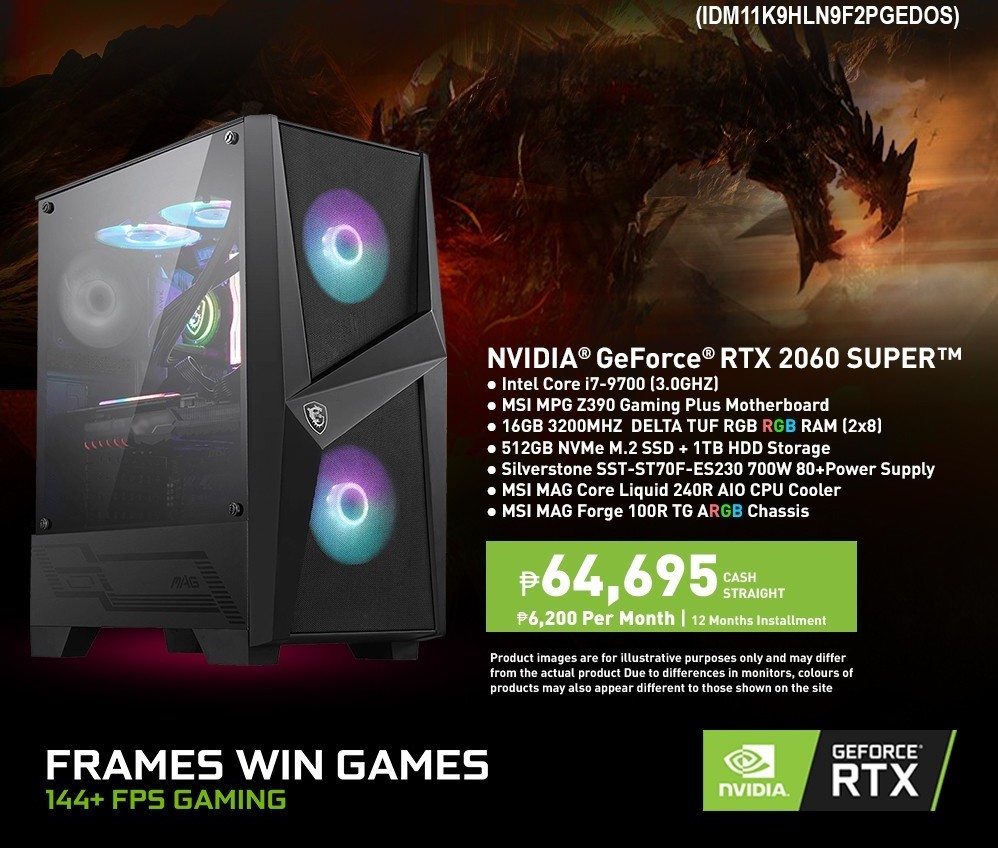 (IDM11K9HLN9F2PGEDOS)
NVIDIA® GeForce® RTX 2060 SUPER™
● Intel Core i7-9700 (3.0GHZ)
● MSI MPG Z390 Gaming Plus Motherboard
● 16GB 3200MHZ DELTA TUF RGB RGB RAM (2x8)
● 512GB NVMe M.2 SSD + 1TB HDD Storage
● Silverstone SST-ST70F-ES230 700W 80+Power Supply
● MSI MAG Core Liquid 240R AIO CPU Cooler
● MSI MAG Forge 100R TG ARGB Chassis
₱64,695 CASH STRAIGHT
₱6,200 Per Month | 12 Months Installment
Product images are for illustrative purposes only and may differ
from the actual product Due to differences in monitors, colours of
products may also appear different to those shown on the site
MAG
FRAMES WIN GAMES
144+ FPS GAMING
NVIDIA.
GEFORCE®
RTX™